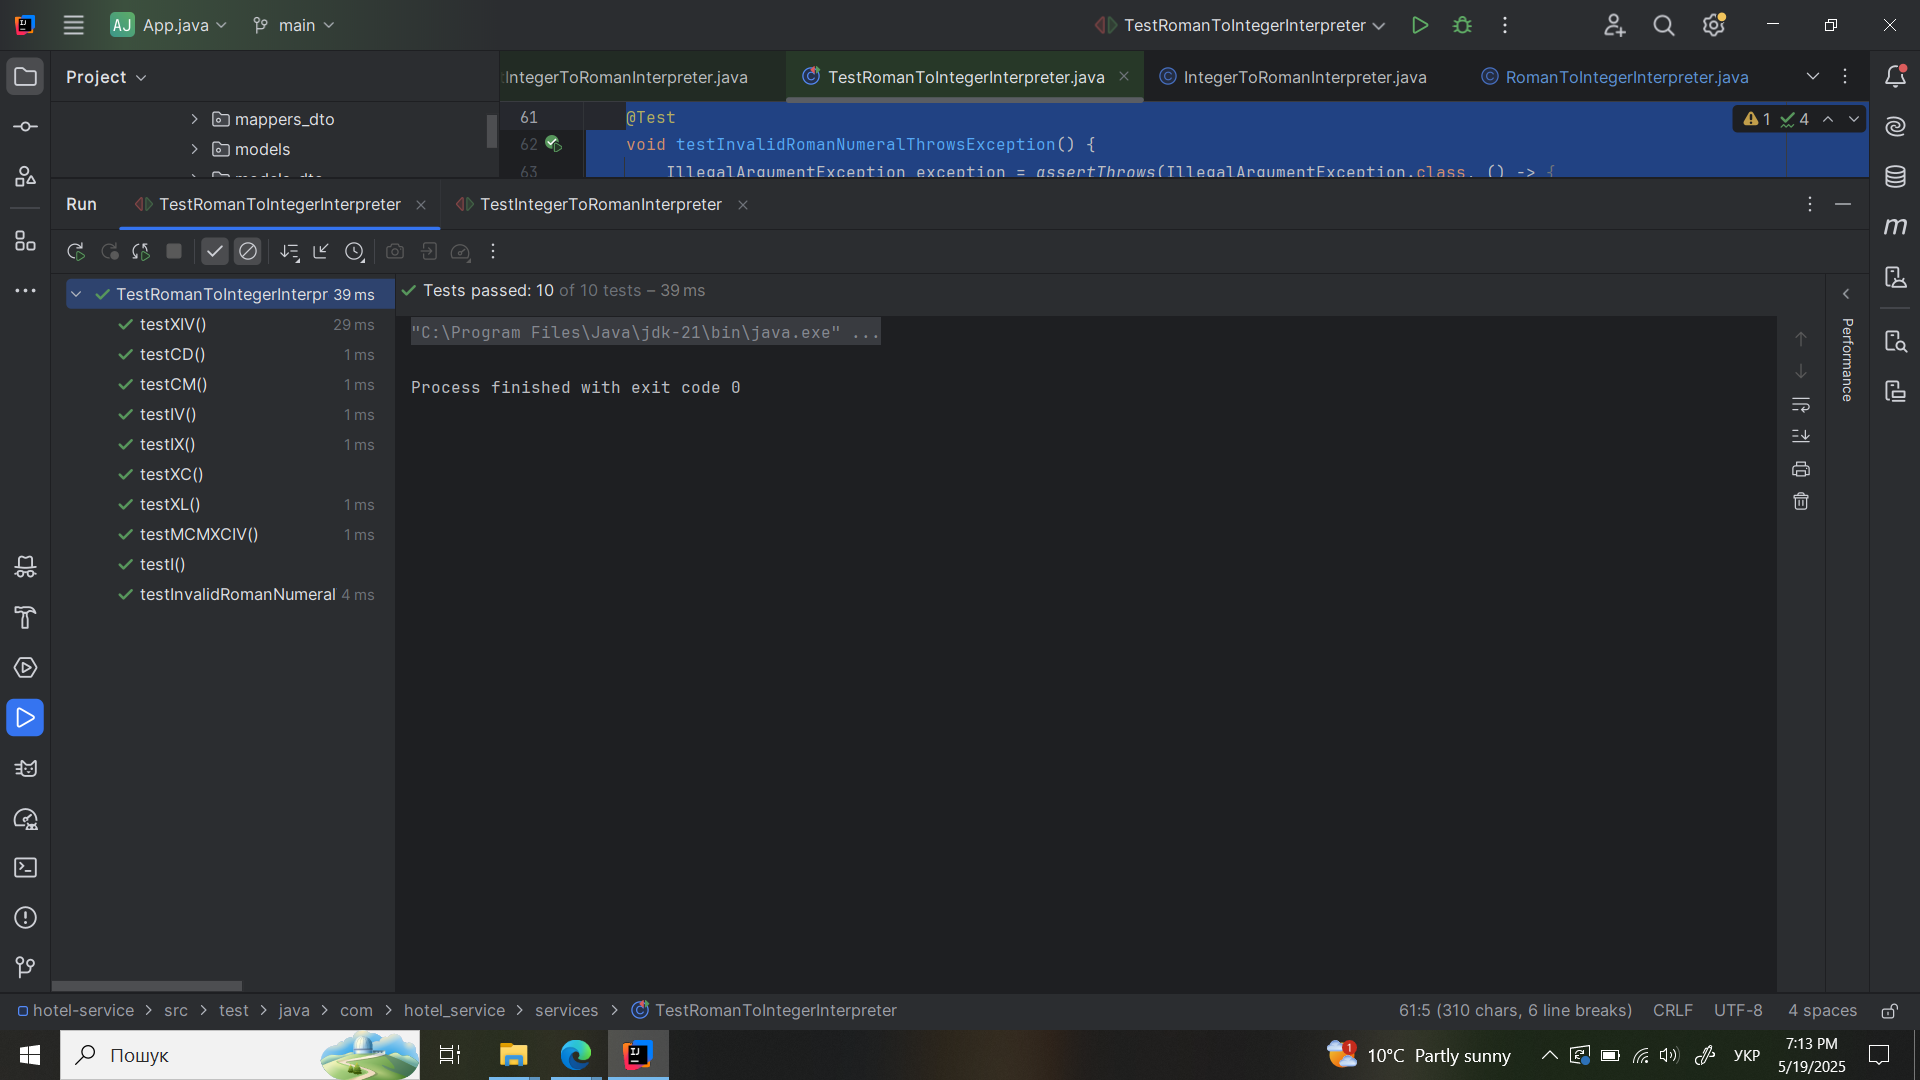 AJ App.java main TestRomanToIntegerInterpreter
Project
IntegerToRomanInterpreter.java TestRomanToIntegerInterpreter.java IntegerToRomanInterpreter.java RomanToIntegerInterpreter.java
mappers_dto
models
models_dto
61 @Test
62 void testInvalidRomanNumeralThrowsException() {
63 IllegalArgumentException exception = assertThrows(IllegalArgumentException.class, () -> {
1 4
Run TestRomanToIntegerInterpreter TestIntegerToRomanInterpreter
TestRomanToIntegerInterpr 39 ms
testXIV() 29 ms
testCD() 1 ms
testCM() 1 ms
testIV() 1 ms
testIX() 1 ms
testXC()
testXL() 1 ms
testMCMXCIV() 1 ms
testI()
testInvalidRomanNumeral 4 ms
Tests passed: 10 of 10 tests – 39 ms
"C:\Program Files\Java\jdk-21\bin\java.exe" ...
Process finished with exit code 0
Performance
m
hotel-service > src > test > java > com > hotel_service > services > TestRomanToIntegerInterpreter
61:5 (310 chars, 6 line breaks) CRLF UTF-8 4 spaces
Пошук
1 10°C Partly sunny
УКР
7:13 PM
5/19/2025